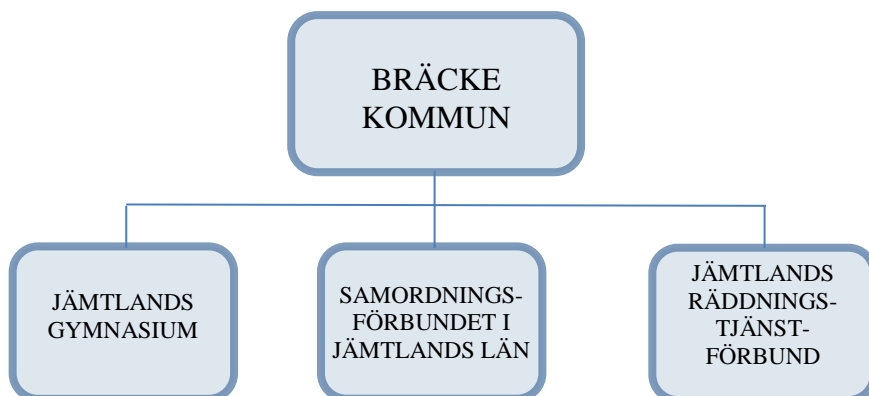 BRÄCKE
KOMMUN
JÄMTLANDS
GYMNASIUM
SAMORDNINGS-
FÖRBUNDET I
JÄMTLANDS LÄN
JÄMTLANDS
RÄDDNINGS-
TJÄNST-
FÖRBUND